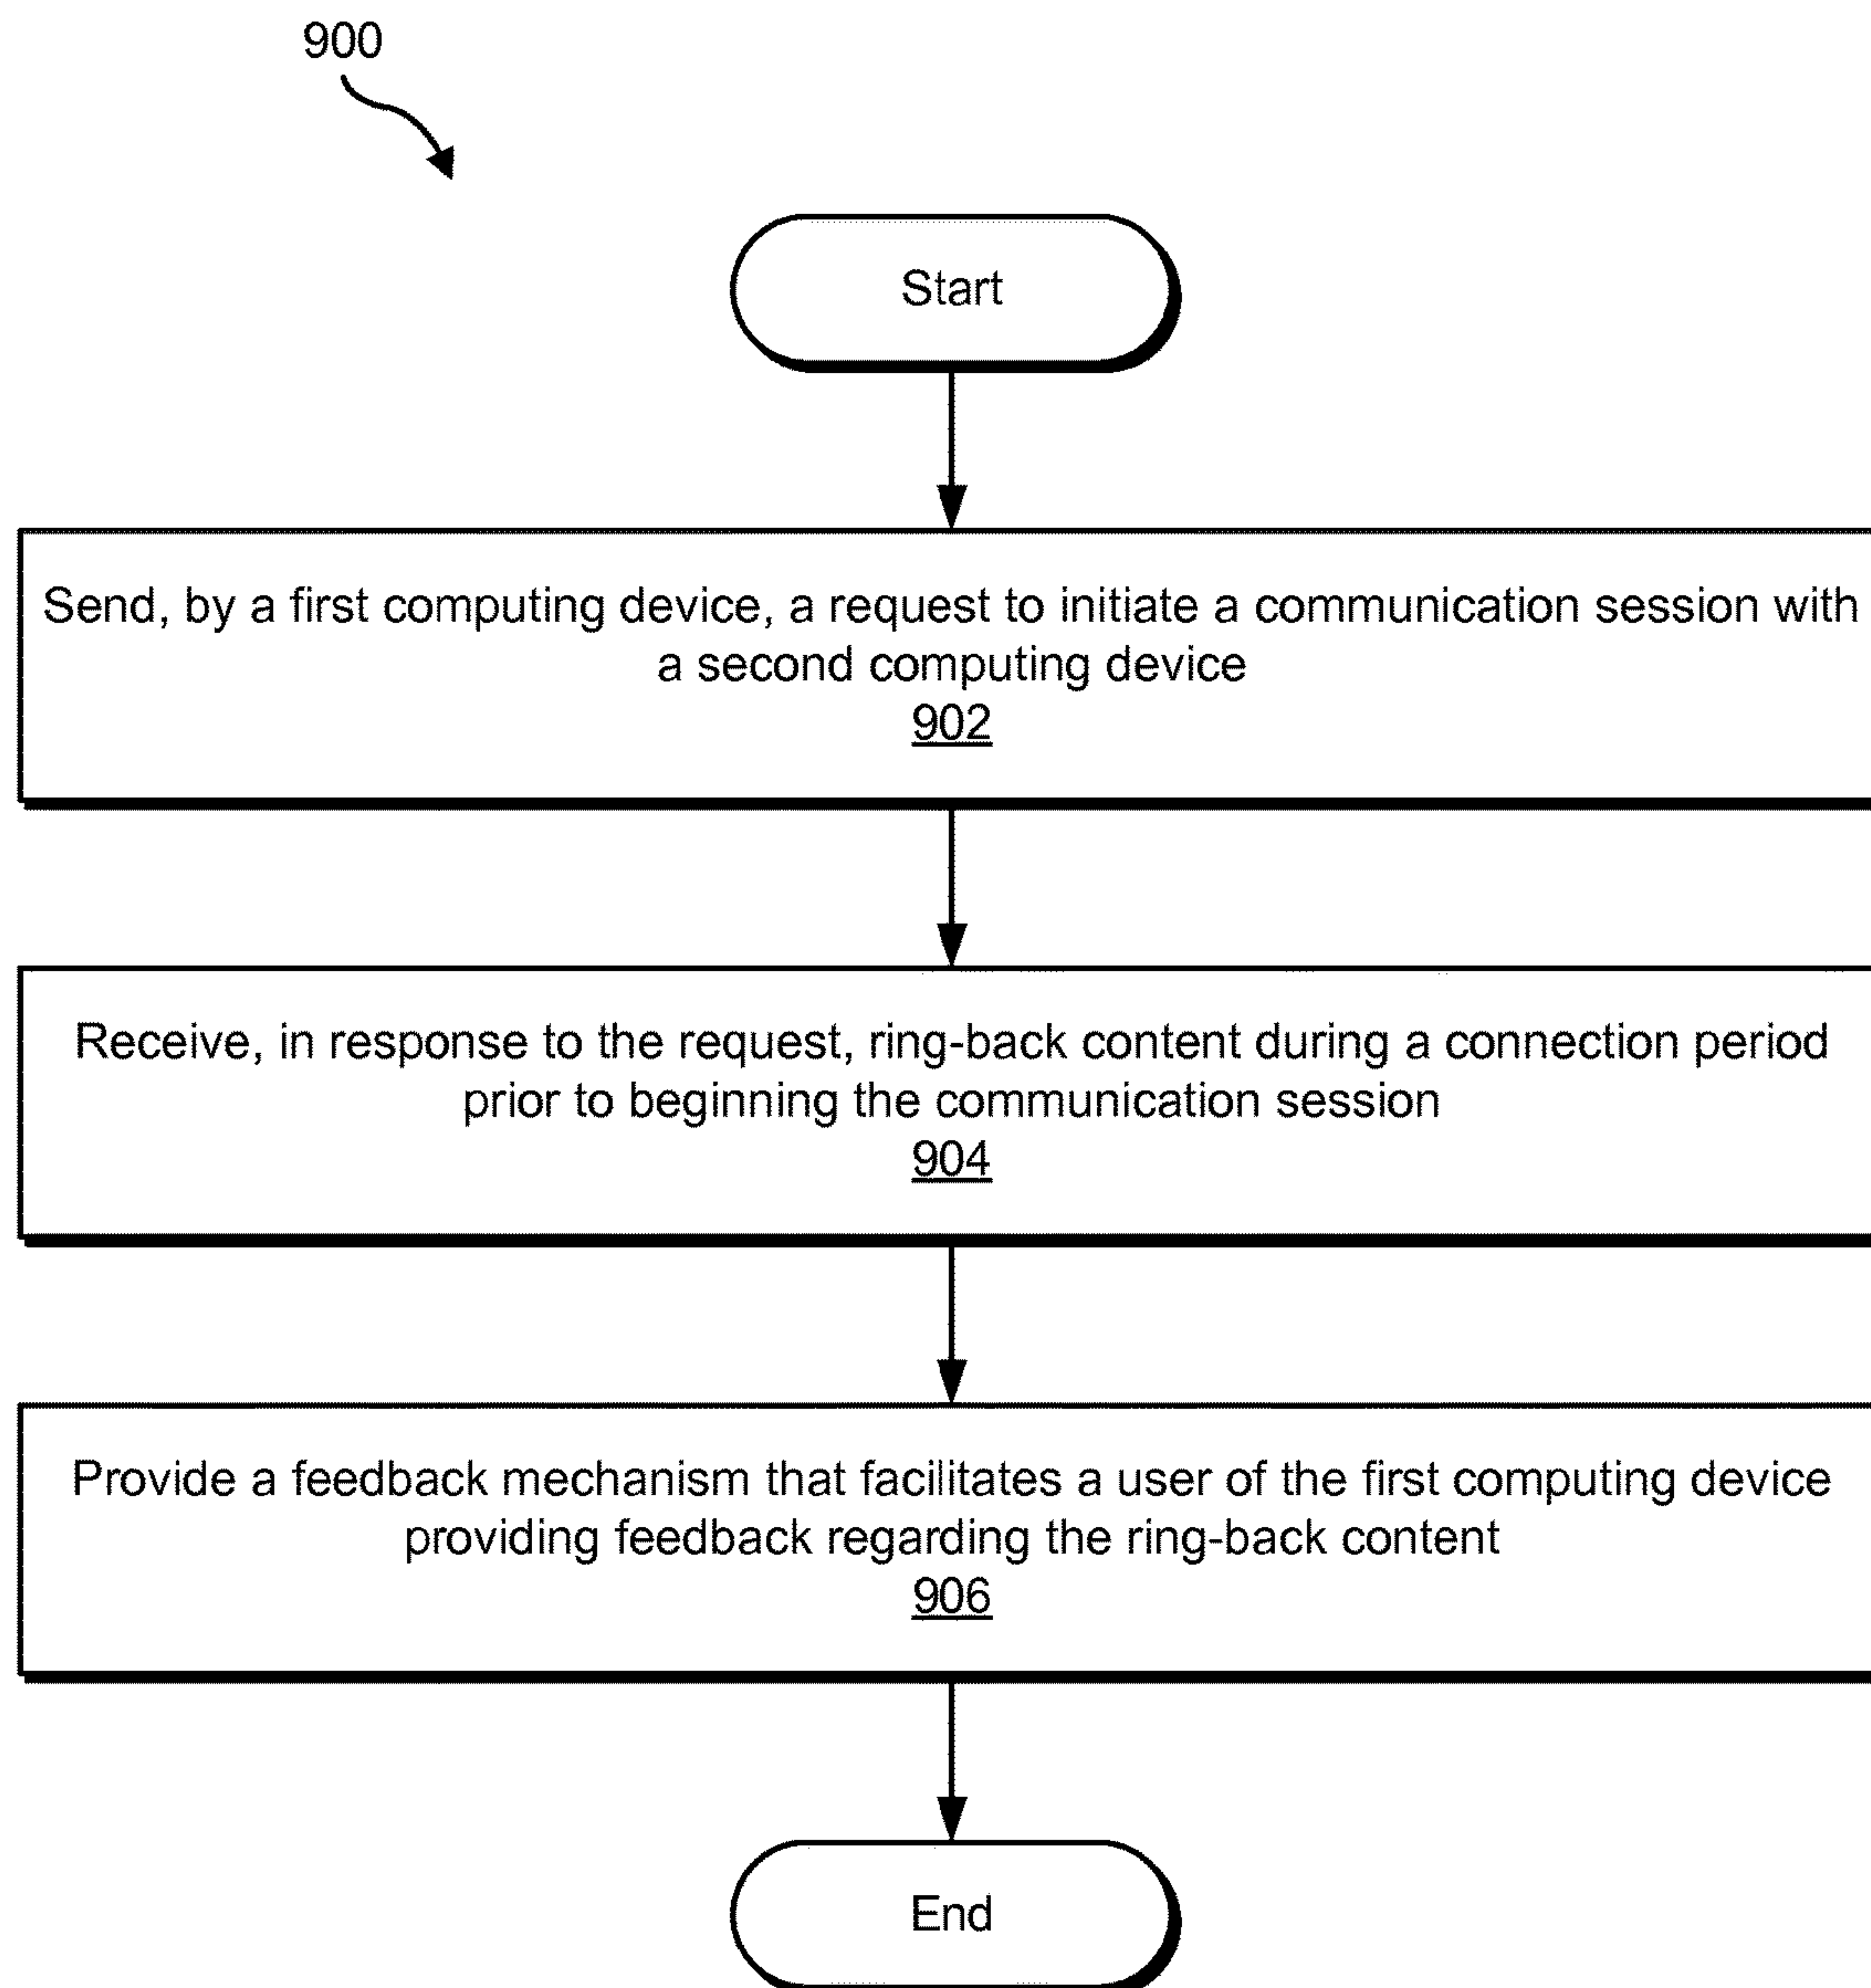 900
Start
Send, by a first computing device, a request to initiate a communication session with
a second computing device
902
Receive, in response to the request, ring-back content during a connection period
prior to beginning the communication session
904
Provide a feedback mechanism that facilitates a user of the first computing device
providing feedback regarding the ring-back content
906
End